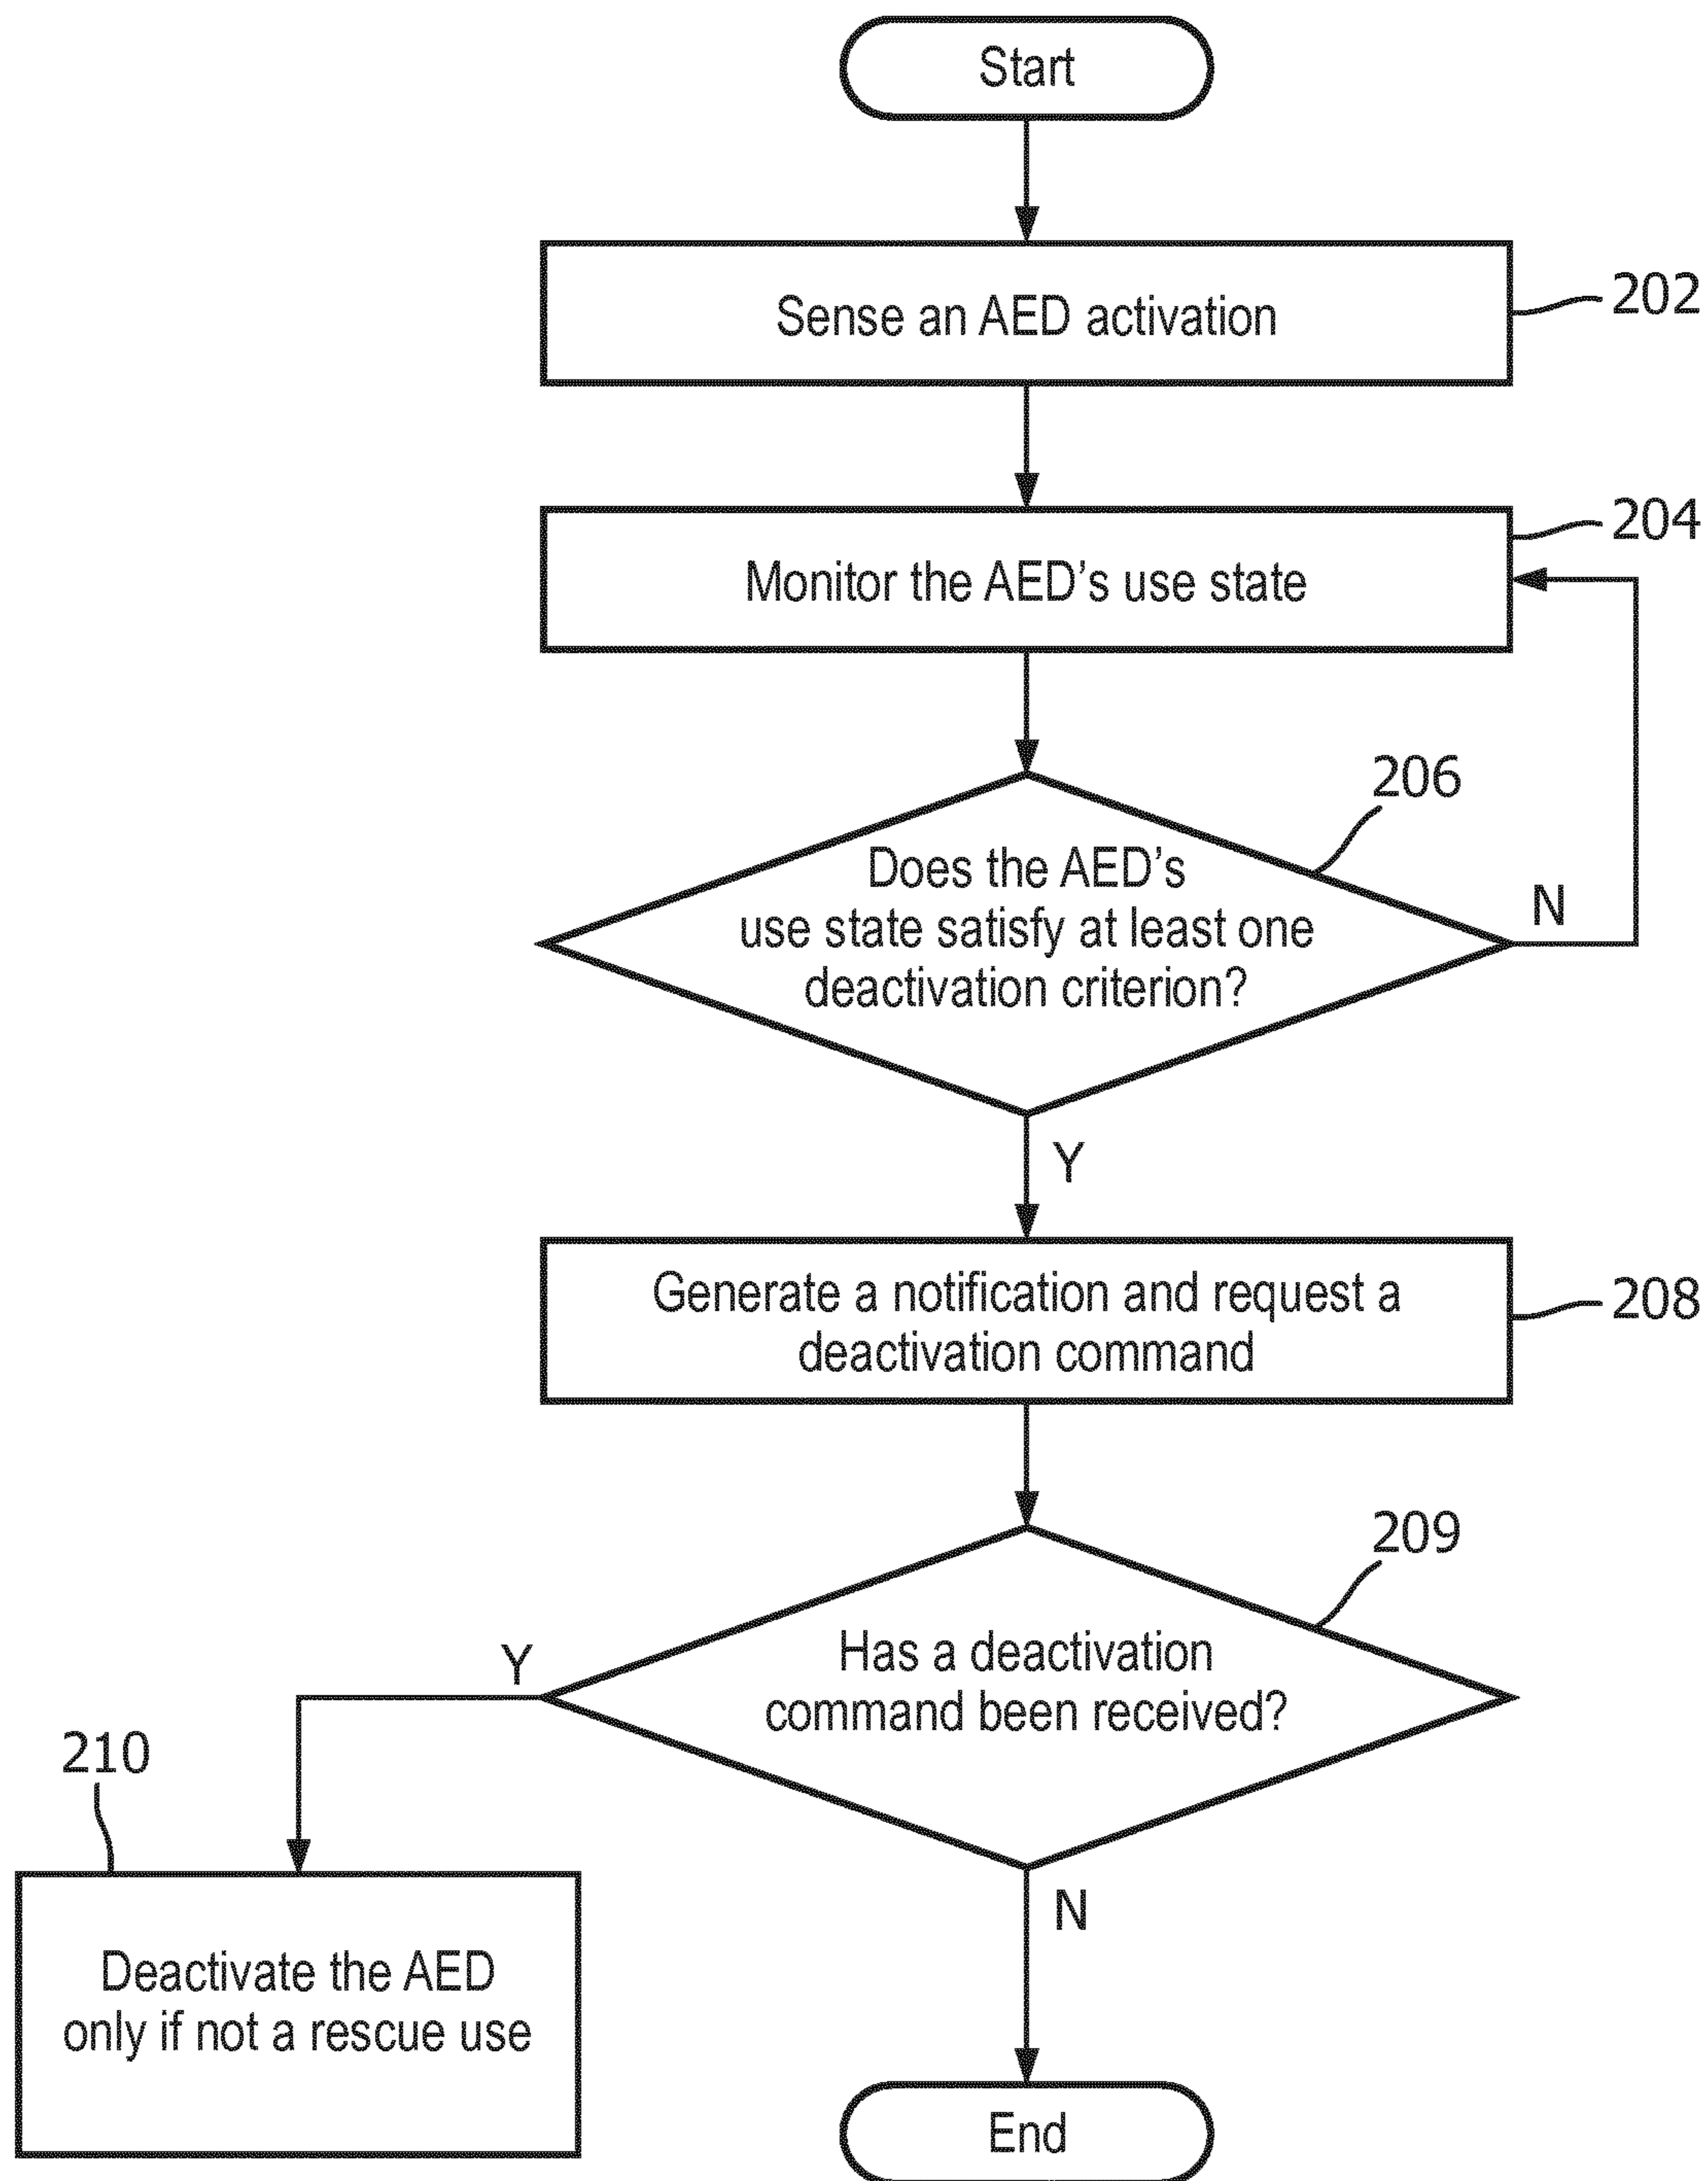 Start
Sense an AED activation
202
Monitor the AED's use state
204
206
Does the AED's
use state satisfy at least one
deactivation criterion?
N
Y
Generate a notification and request a
deactivation command
208
209
Has a deactivation
command been received?
Y
210
Deactivate the AED
only if not a rescue use
N
End